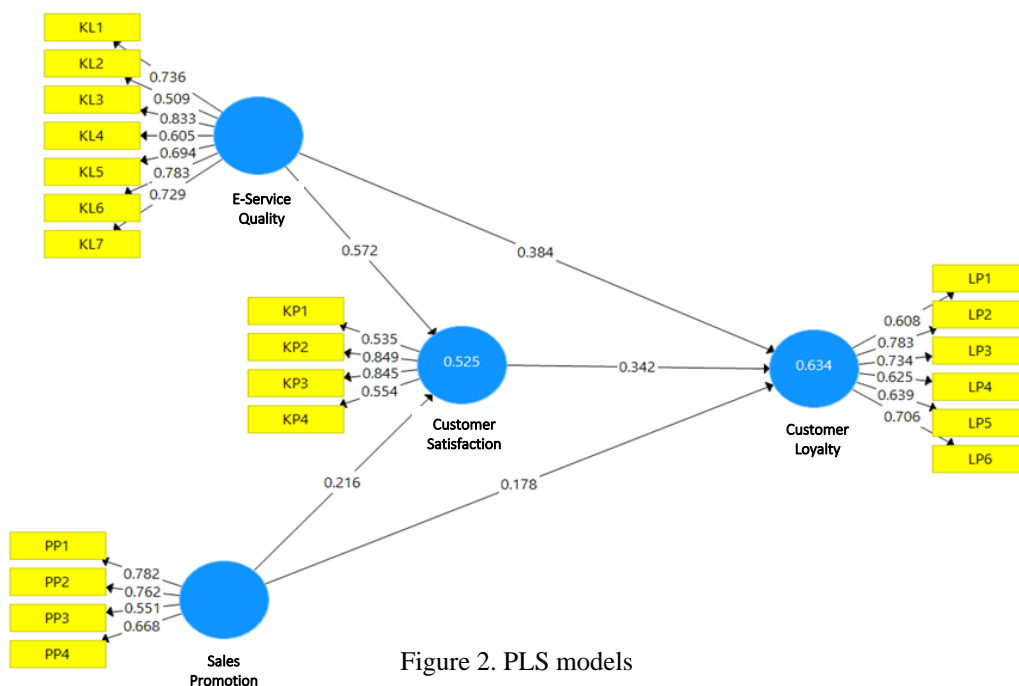 KL1
KL2
KL3
KL4
KL5
KL6
KL7
0.736
0.509
0.833
0.605
0.694
0.783
0.729
E-Service
Quality
0.572
0.384
KP1
KP2
KP3
KP4
0.535
0.849
0.845
0.554
0.525
Customer
Satisfaction
0.342
0.634
Customer
Loyalty
0.608
0.783
0.734
0.625
0.639
0.706
LP1
LP2
LP3
LP4
LP5
LP6
0.216
0.178
PP1
PP2
PP3
PP4
0.782
0.762
0.551
0.668
Sales
Promotion
Figure 2. PLS models